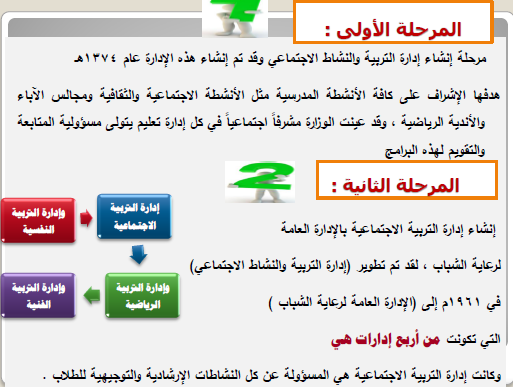 المرحلة الأولى :
مرحلة إنشاء إدارة التربية والنشاط الاجتماعي وقد تم إنشاء هذه الإدارة عام ١٣٧٤هـ
هدفها الإشراف على كافة الأنشطة المدرسية مثل الأنشطة الاجتماعية والثقافية ومجالس الآباء
والأندية الرياضية ، وقد عينت الوزارة مشرفاً اجتماعياً في كل إدارة تعليم يتولى مسؤولية المتابعة
والتقويم لهذه البرامج
2
المرحلة الثانية :
إنشاء إدارة التربية الاجتماعية بالإدارة العامة
لرعاية الشباب ، لقد تم تطوير (إدارة التربية والنشاط الاجتماعي)
في ١٩٦١م إلى (الإدارة العامة لرعاية الشباب )
التي تكونت من أربع إدارات هي
إدارة التربية
الاجتماعية
وإدارة التربية
النفسية
وإدارة التربية
الرياضية
وإدارة التربية
الفنية
وكانت إدارة التربية الاجتماعية هي المسؤولة عن كل النشاطات الإرشادية والتوجيهية للطلاب .